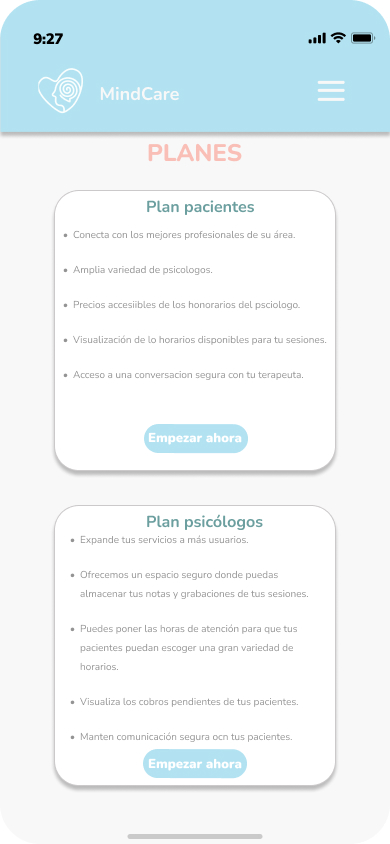 9:27
MindCare
PLANES
Plan pacientes
• Conecta con los mejores profesionales de su área.
• Amplia variedad de psicologos.
• Precios accesiibles de los honorarios del psciologo.
• Visualización de lo horarios disponibles para tu sesiones.
• Acceso a una conversacion segura con tu terapeuta.
Empezar ahora
Plan psicólogos
• Expande tus servicios a más usuarios.
• Ofrecemos un espacio seguro donde puedas
almacenar tus notas y grabaciones de tus sesiones.
• Puedes poner las horas de atención para que tus
pacientes puedan escoger una gran variedad de
horarios.
• Visualiza los cobros pendientes de tus pacientes.
• Manten comunicación segura ocn tus pacientes.
Empezar ahora